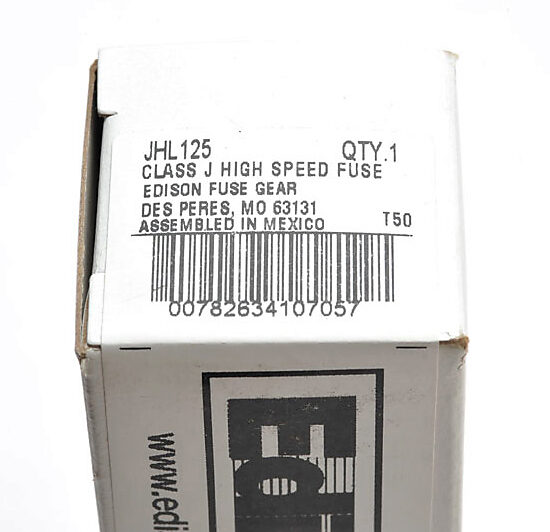 JHL125 QTY.1
CLASS J HIGH SPEED FUSE
EDISON FUSE GEAR
DES PERES, MO 63131
ASSEMBLED IN MEXICO T50
00782634107057
www.edi
Edi